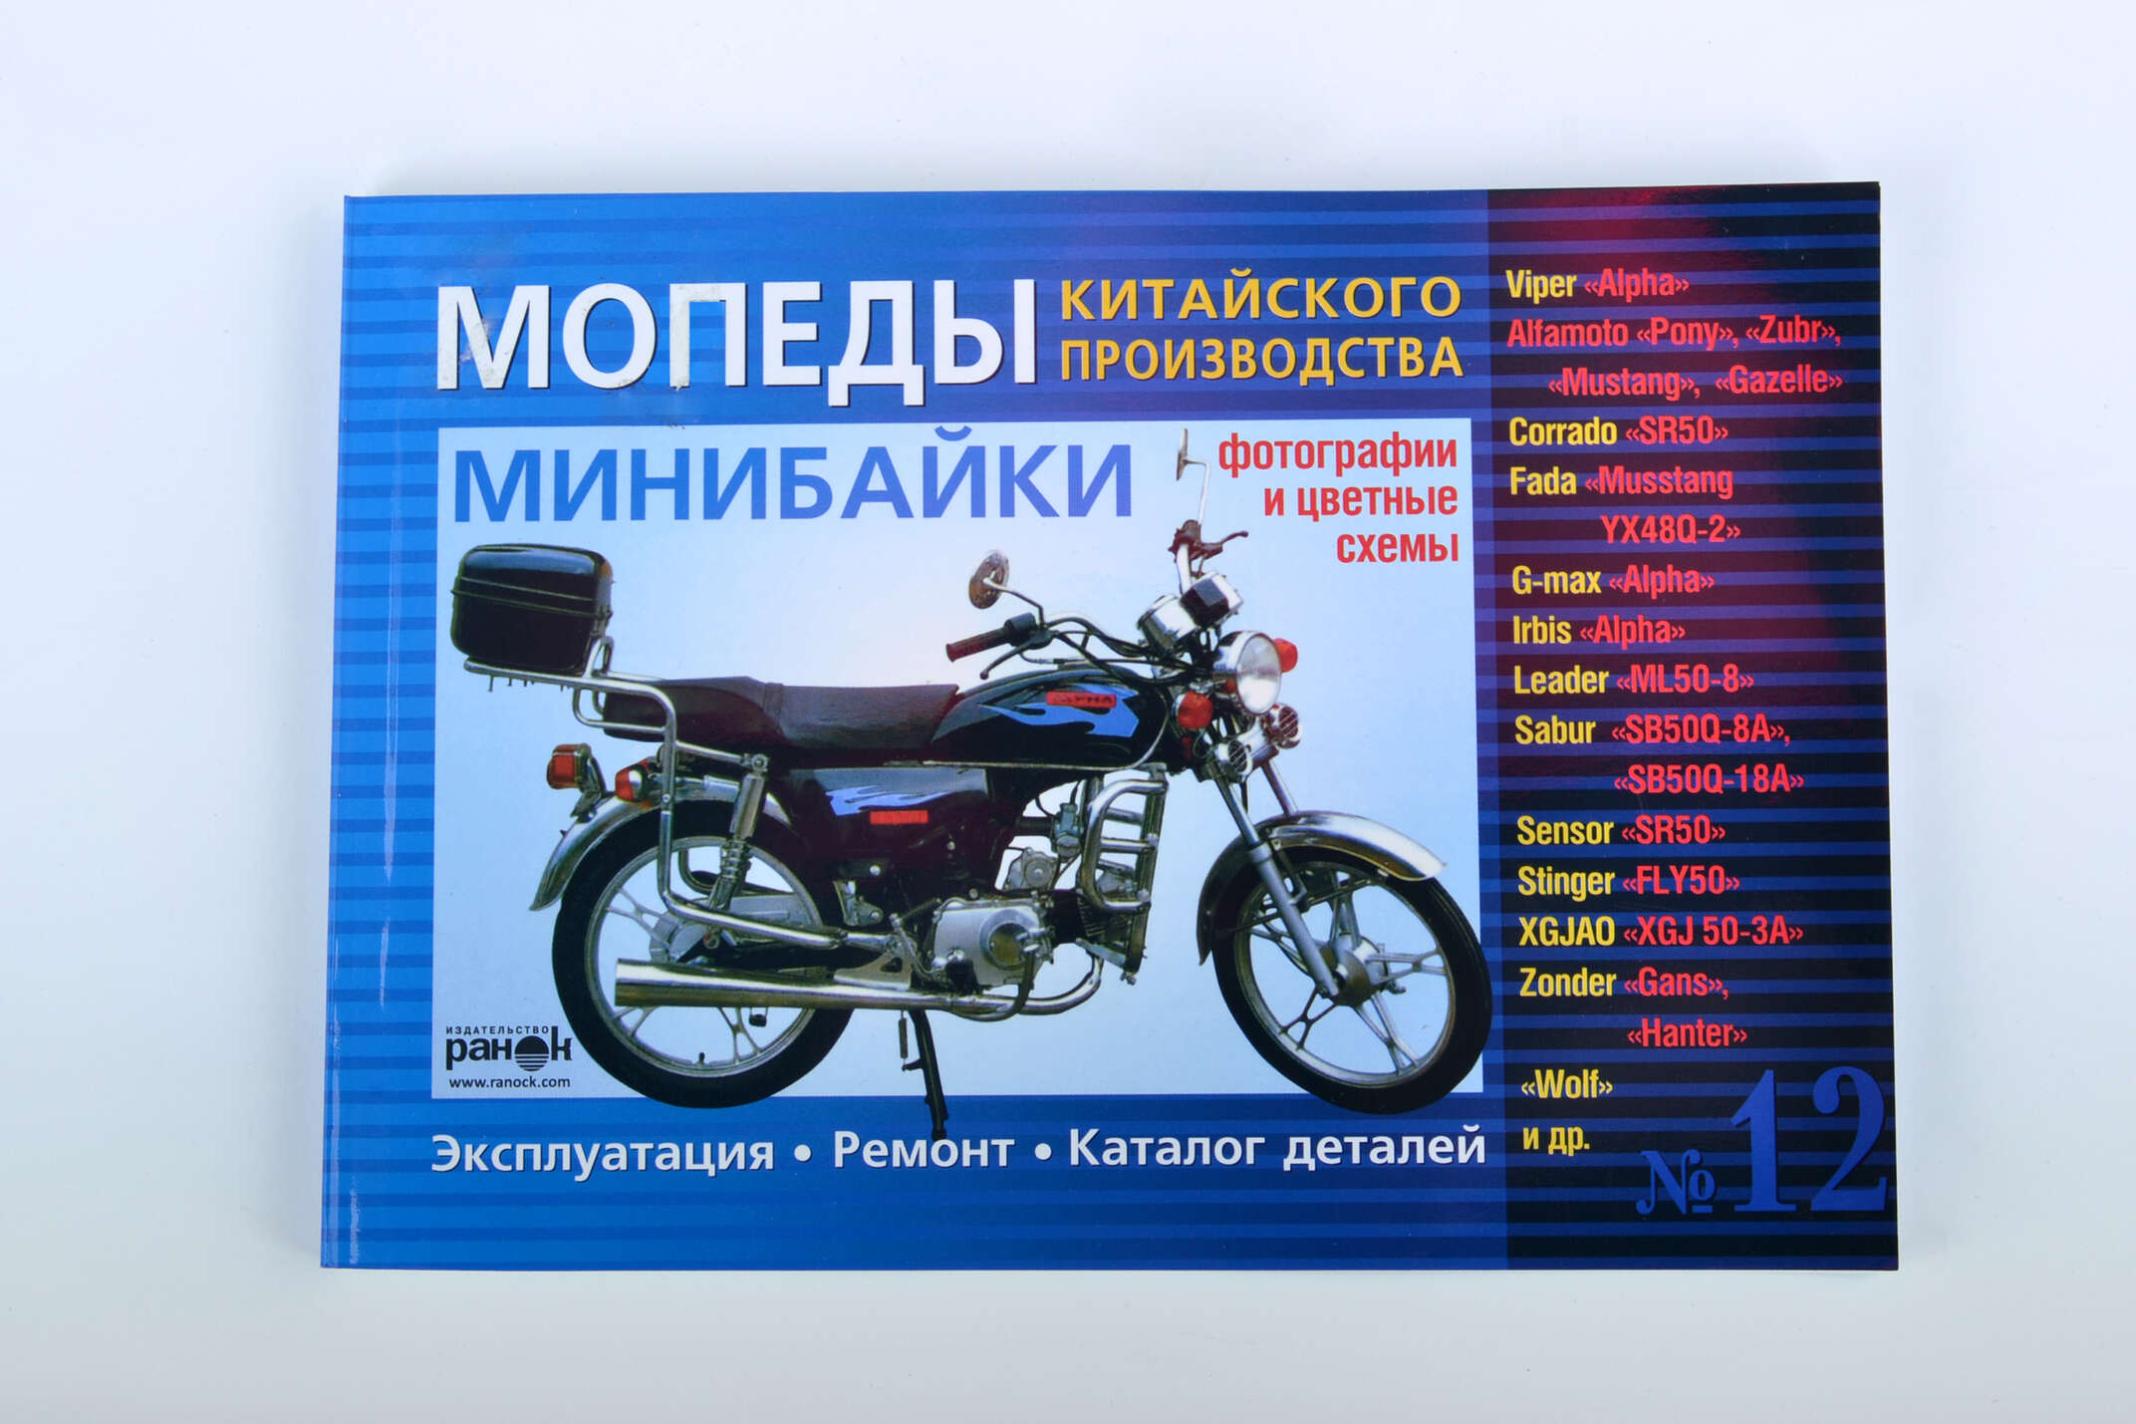 МОПЕДЫ
КИТАЙСКОГО
ПРОИЗВОДСТВА
МИНИБАЙКИ
фотографии
и цветные
схемы
ИЗДАТЕЛЬСТВО
ранок
www.ranock.com
Эксплуатация • Ремонт • Каталог деталей
Viper «Alpha»
Alfamoto «Pony», «Zubr»,
«Mustang», «Gazelle»
Corrado «SR50»
Fada «Musstang
YX48Q-2»
G-max «Alpha»
Irbis «Alpha»
Leader «ML50-8»
Sabur «SB50Q-8A»,
«SB50Q-18A»
Sensor «SR50»
Stinger «FLY50»
XGJAO «XGJ 50-3A»
Zonder «Gans»,
«Hanter»
«Wolf»
и др.
№12